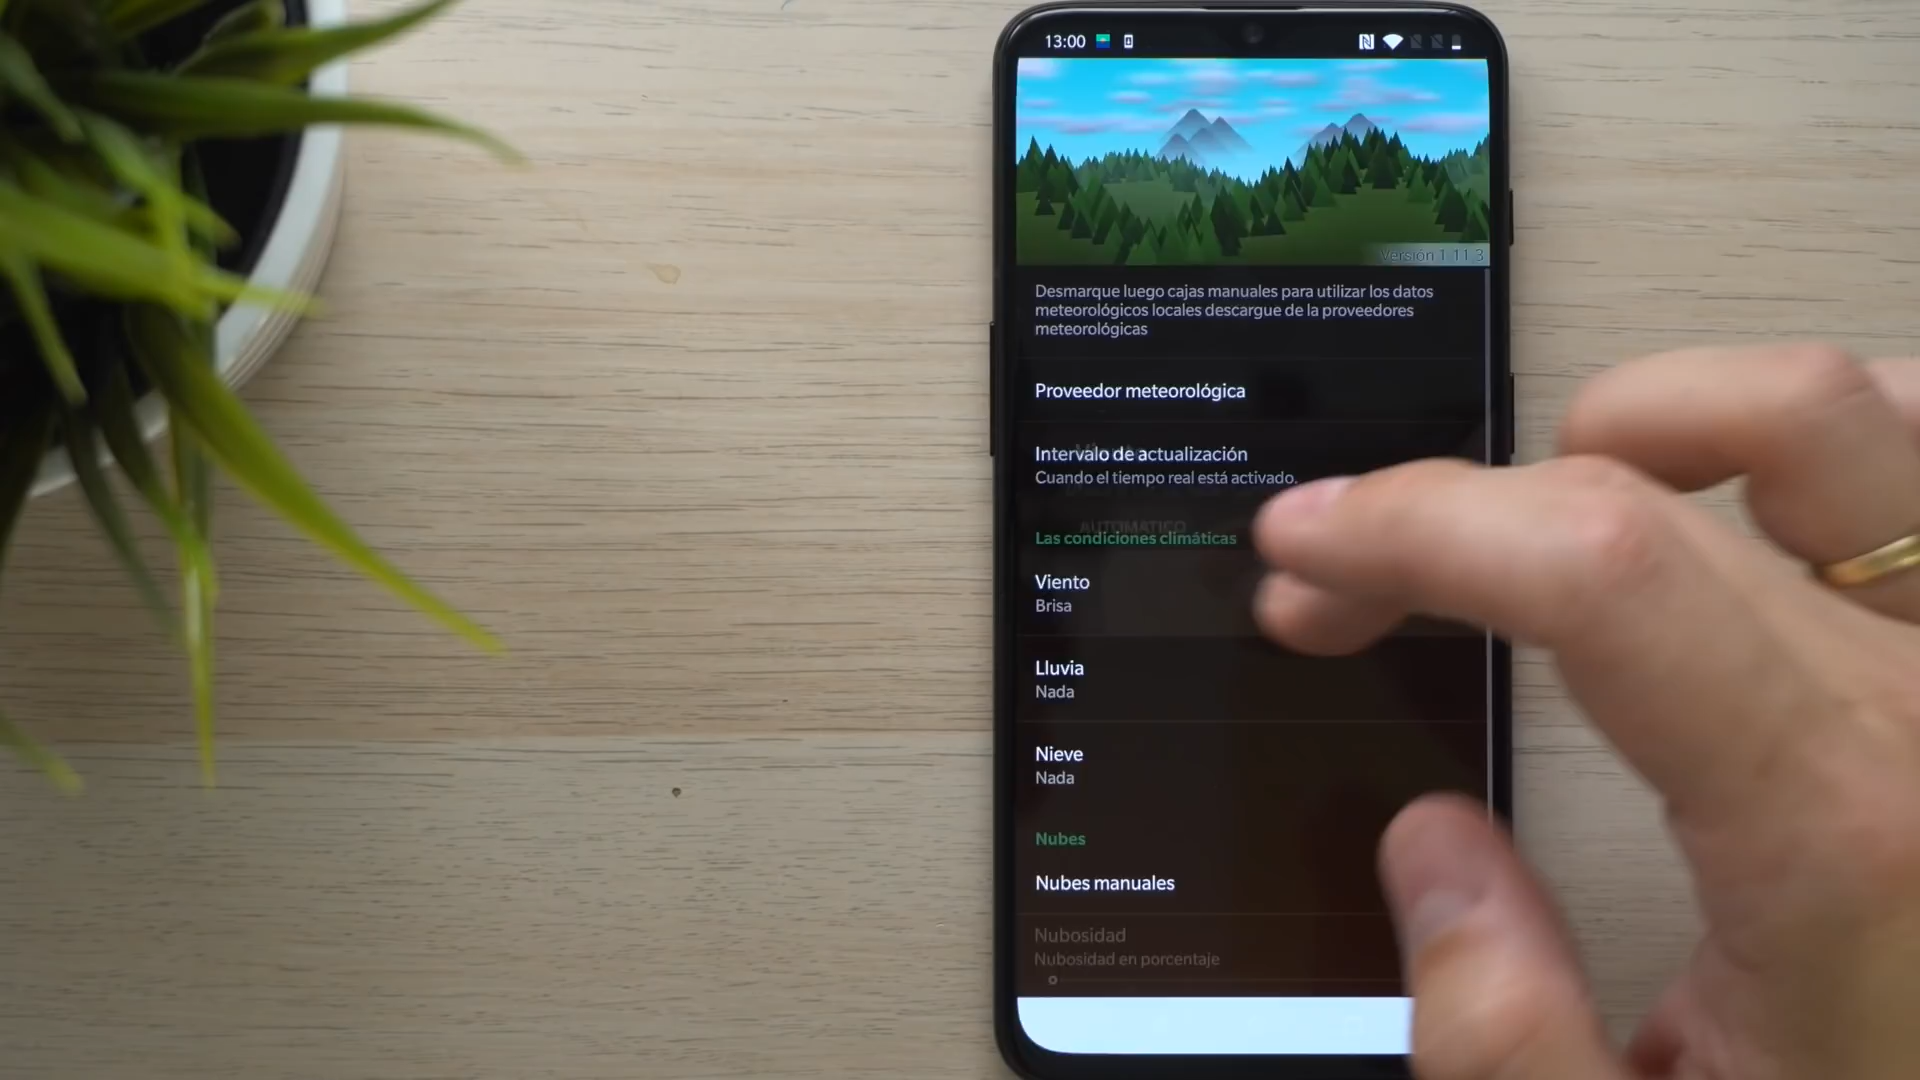 13:00
Versión 1.11.3
Desmarque luego cajas manuales para utilizar los datos
meteorológicos locales descargue de la proveedores
meteorológicas
Proveedor meteorológica
Intervalo de actualización
Cuando el tiempo real está activado.
AUTOMATICO
Las condiciones climáticas
Viento
Brisa
Lluvia
Nada
Nieve
Nada
Nubes
Nubes manuales
Nubosidad
Nubosidad en porcentaje